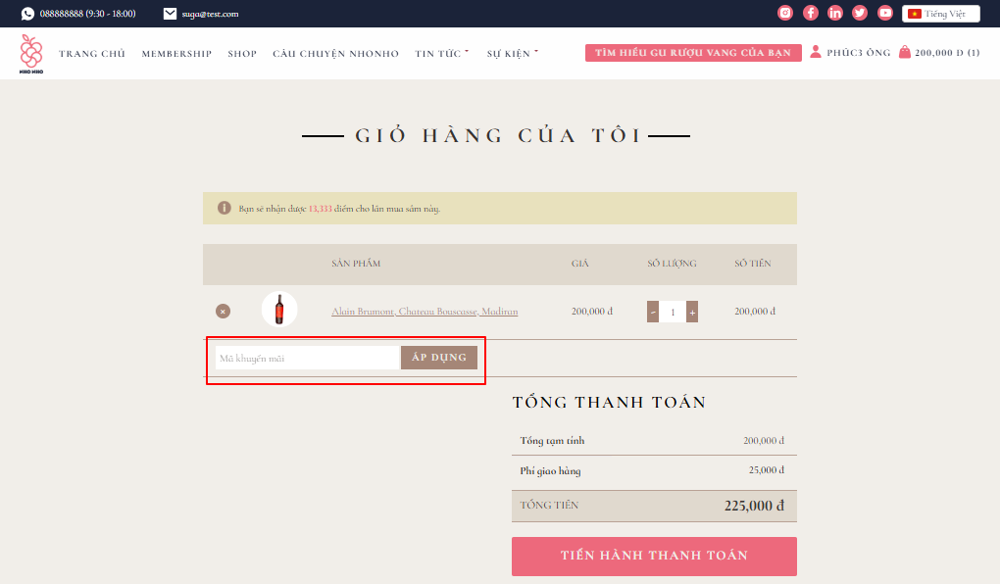 088888888 (9:30 - 18:00) suga@test.com Tiếng Việt
NHO NHO
TRANG CHỦ MEMBERSHIP SHOP CÂU CHUYỆN NHONHO TIN TỨC SỰ KIỆN TÌM HIỂU GU RƯỢU VANG CỦA BẠN PHÚC3 ÔNG 200,000 Đ (1)
GIỎ HÀNG CỦA TÔI
Bạn sẽ nhận được 13,333 điểm cho lần mua sắm này.
SẢN PHẨM GIÁ SỐ LƯỢNG SỐ TIỀN
× Alain Brumont, Chateau Bouscasse, Madiran 200,000 đ - 1 + 200,000 đ
Mã khuyến mãi ÁP DỤNG
TỔNG THANH TOÁN
Tổng tạm tính 200,000 đ
Phí giao hàng 25,000 đ
TỔNG TIỀN 225,000 đ
TIẾN HÀNH THANH TOÁN